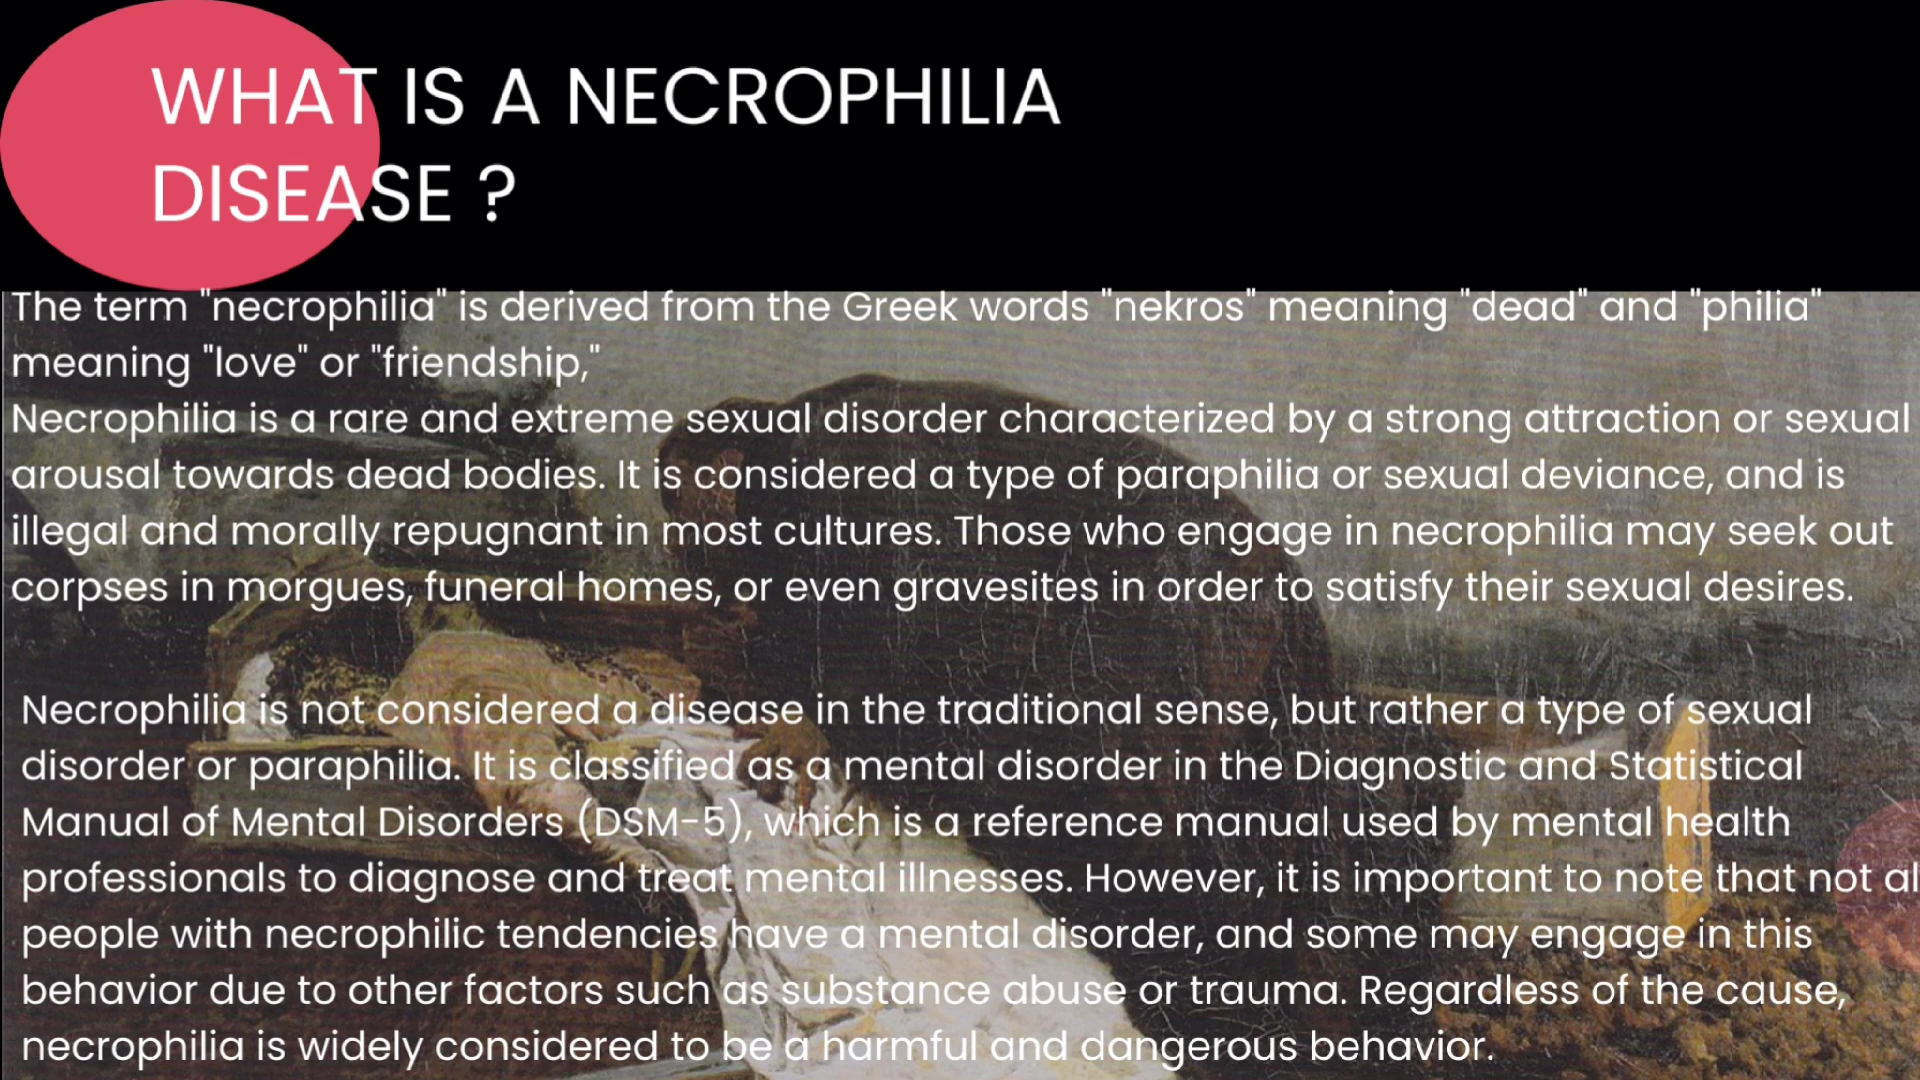 WHAT IS A NECROPHILIA
DISEASE ?
The term "necrophilia" is derived from the Greek words "nekros" meaning "dead" and "philia"
meaning "love" or "friendship,"
Necrophilia is a rare and extreme sexual disorder characterized by a strong attraction or sexual
arousal towards dead bodies. It is considered a type of paraphilia or sexual deviance, and is
illegal and morally repugnant in most cultures. Those who engage in necrophilia may seek out
corpses in morgues, funeral homes, or even gravesites in order to satisfy their sexual desires.
Necrophilia is not considered a disease in the traditional sense, but rather a type of sexual
disorder or paraphilia. It is classified as a mental disorder in the Diagnostic and Statistical
Manual of Mental Disorders (DSM-5), which is a reference manual used by mental health
professionals to diagnose and treat mental illnesses. However, it is important to note that not al
people with necrophilic tendencies have a mental disorder, and some may engage in this
behavior due to other factors such as substance abuse or trauma. Regardless of the cause,
necrophilia is widely considered to be a harmful and dangerous behavior.